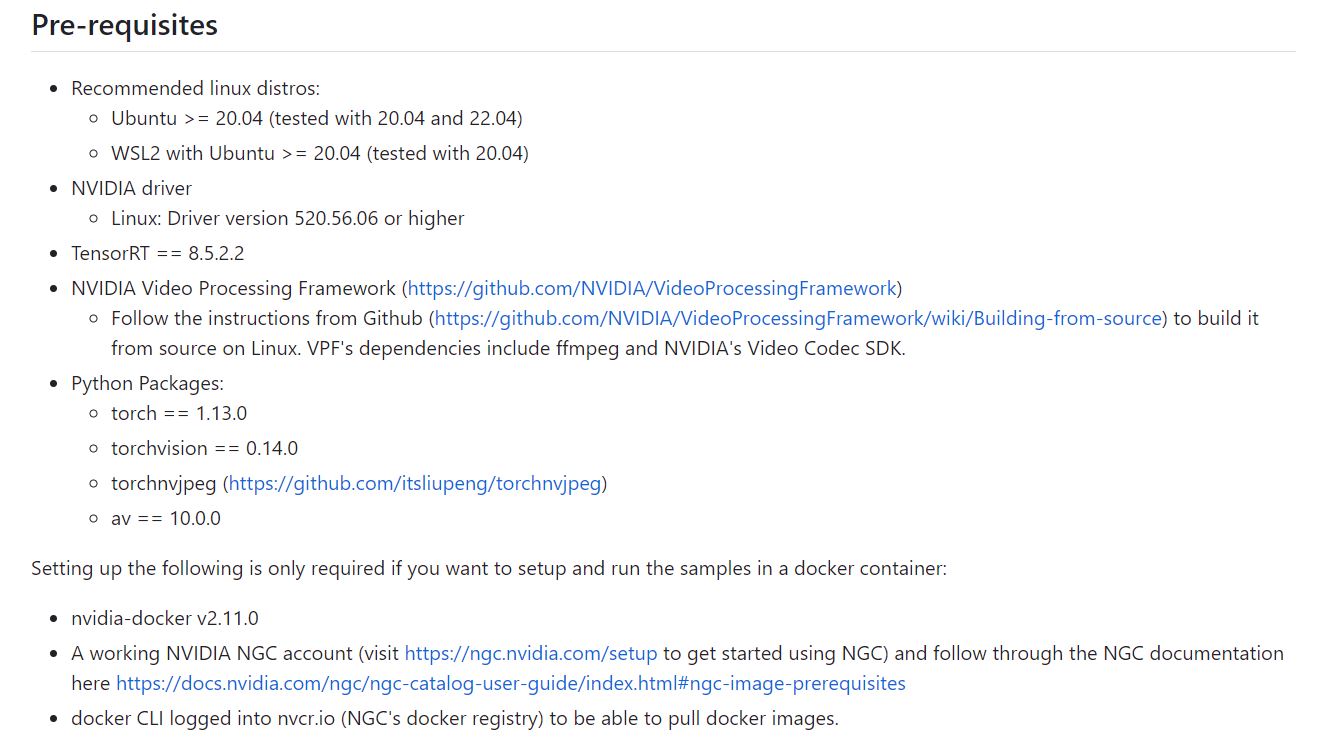 Pre-requisites
Recommended linux distros:
Ubuntu >= 20.04 (tested with 20.04 and 22.04)
WSL2 with Ubuntu >= 20.04 (tested with 20.04)
NVIDIA driver
Linux: Driver version 520.56.06 or higher
TensorRT == 8.5.2.2
NVIDIA Video Processing Framework (https://github.com/NVIDIA/VideoProcessingFramework)
Follow the instructions from Github (https://github.com/NVIDIA/VideoProcessingFramework/wiki/Building-from-source) to build it
from source on Linux. VPF's dependencies include ffmpeg and NVIDIA's Video Codec SDK.
Python Packages:
torch == 1.13.0
torchvision == 0.14.0
torchnvjpeg (https://github.com/itsliupeng/torchnvjpeg)
av == 10.0.0
Setting up the following is only required if you want to setup and run the samples in a docker container:
nvidia-docker v2.11.0
A working NVIDIA NGC account (visit https://ngc.nvidia.com/setup to get started using NGC) and follow through the NGC documentation
here https://docs.nvidia.com/ngc/ngc-catalog-user-guide/index.html#ngc-image-prerequisites
docker CLI logged into nvcr.io (NGC's docker registry) to be able to pull docker images.